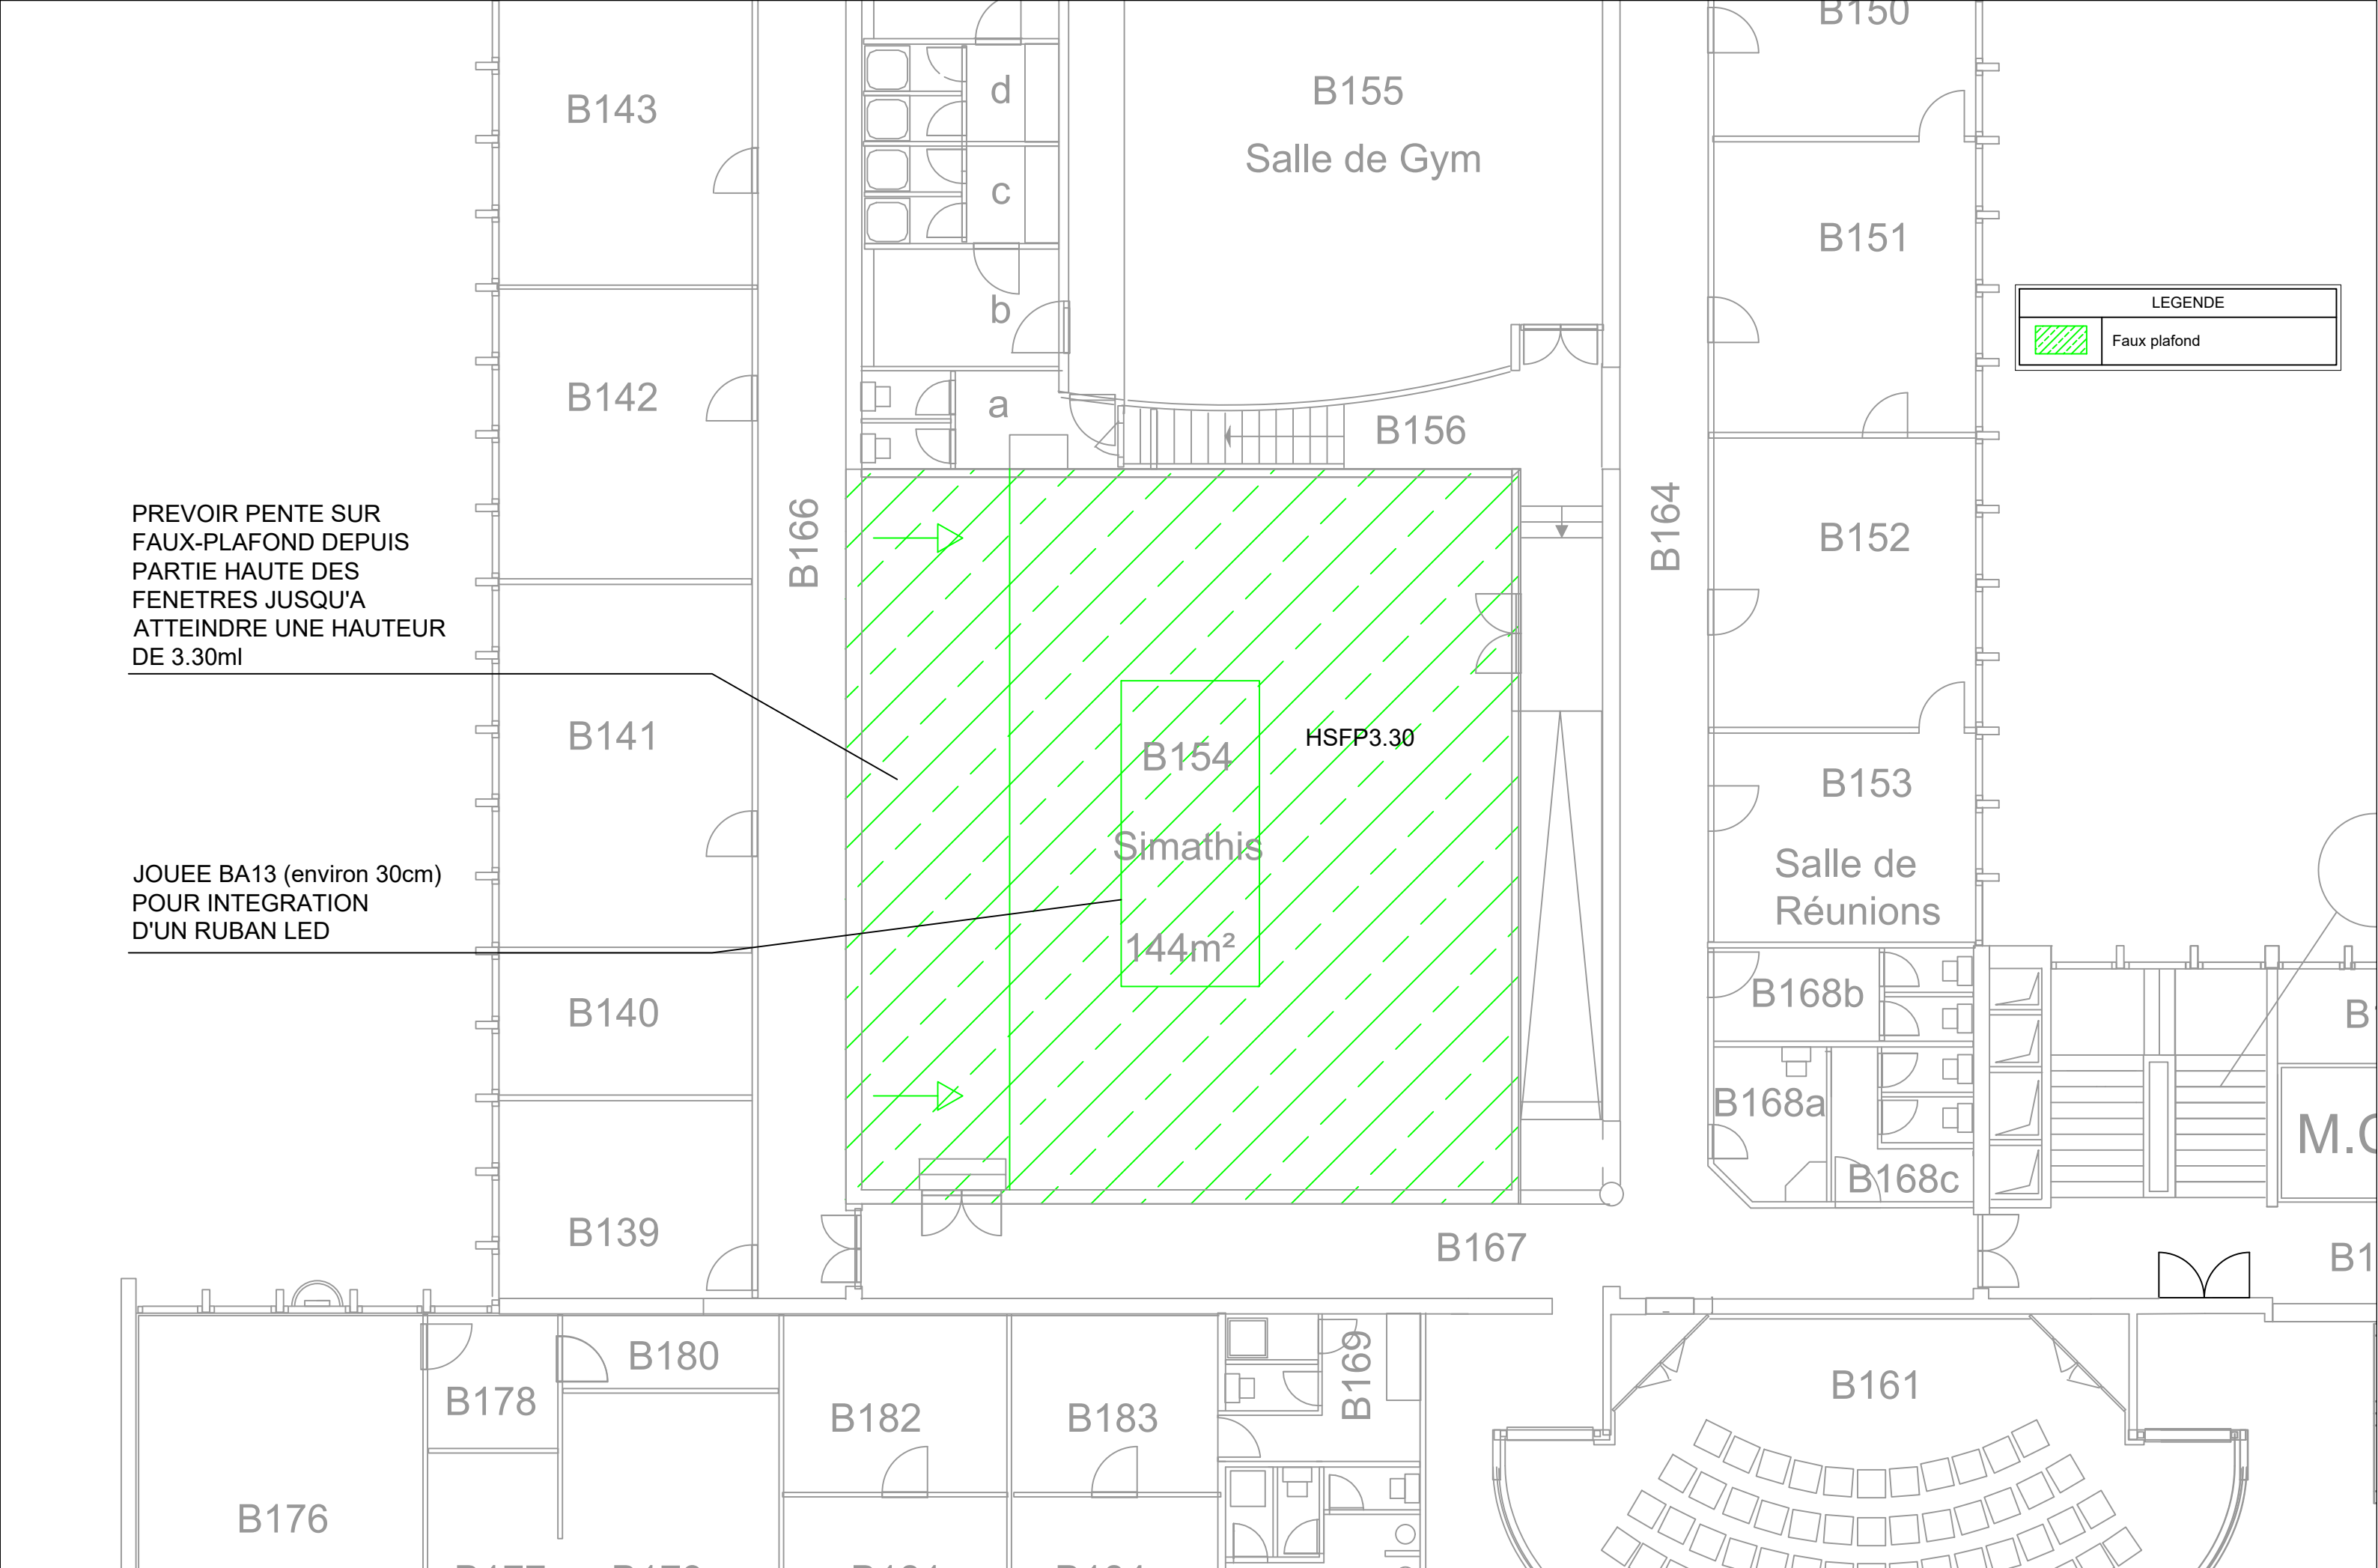 B150
B143
d
B155
Salle de Gym
c
B151
b
LEGENDE
Faux plafond
B142
a
B156
B166
B164
B152
PREVOIR PENTE SUR
FAUX-PLAFOND DEPUIS
PARTIE HAUTE DES
FENETRES JUSQU'A
ATTEINDRE UNE HAUTEUR
DE 3.30ml
B141
HSFP3.30
B154
Simathis
144m²
B153
Salle de
Réunions
JOUEE BA13 (environ 30cm)
POUR INTEGRATION
D'UN RUBAN LED
B140
B168b
B168a
B168c
B139
B167
B180
B178
B169
B161
B182
B183
B176